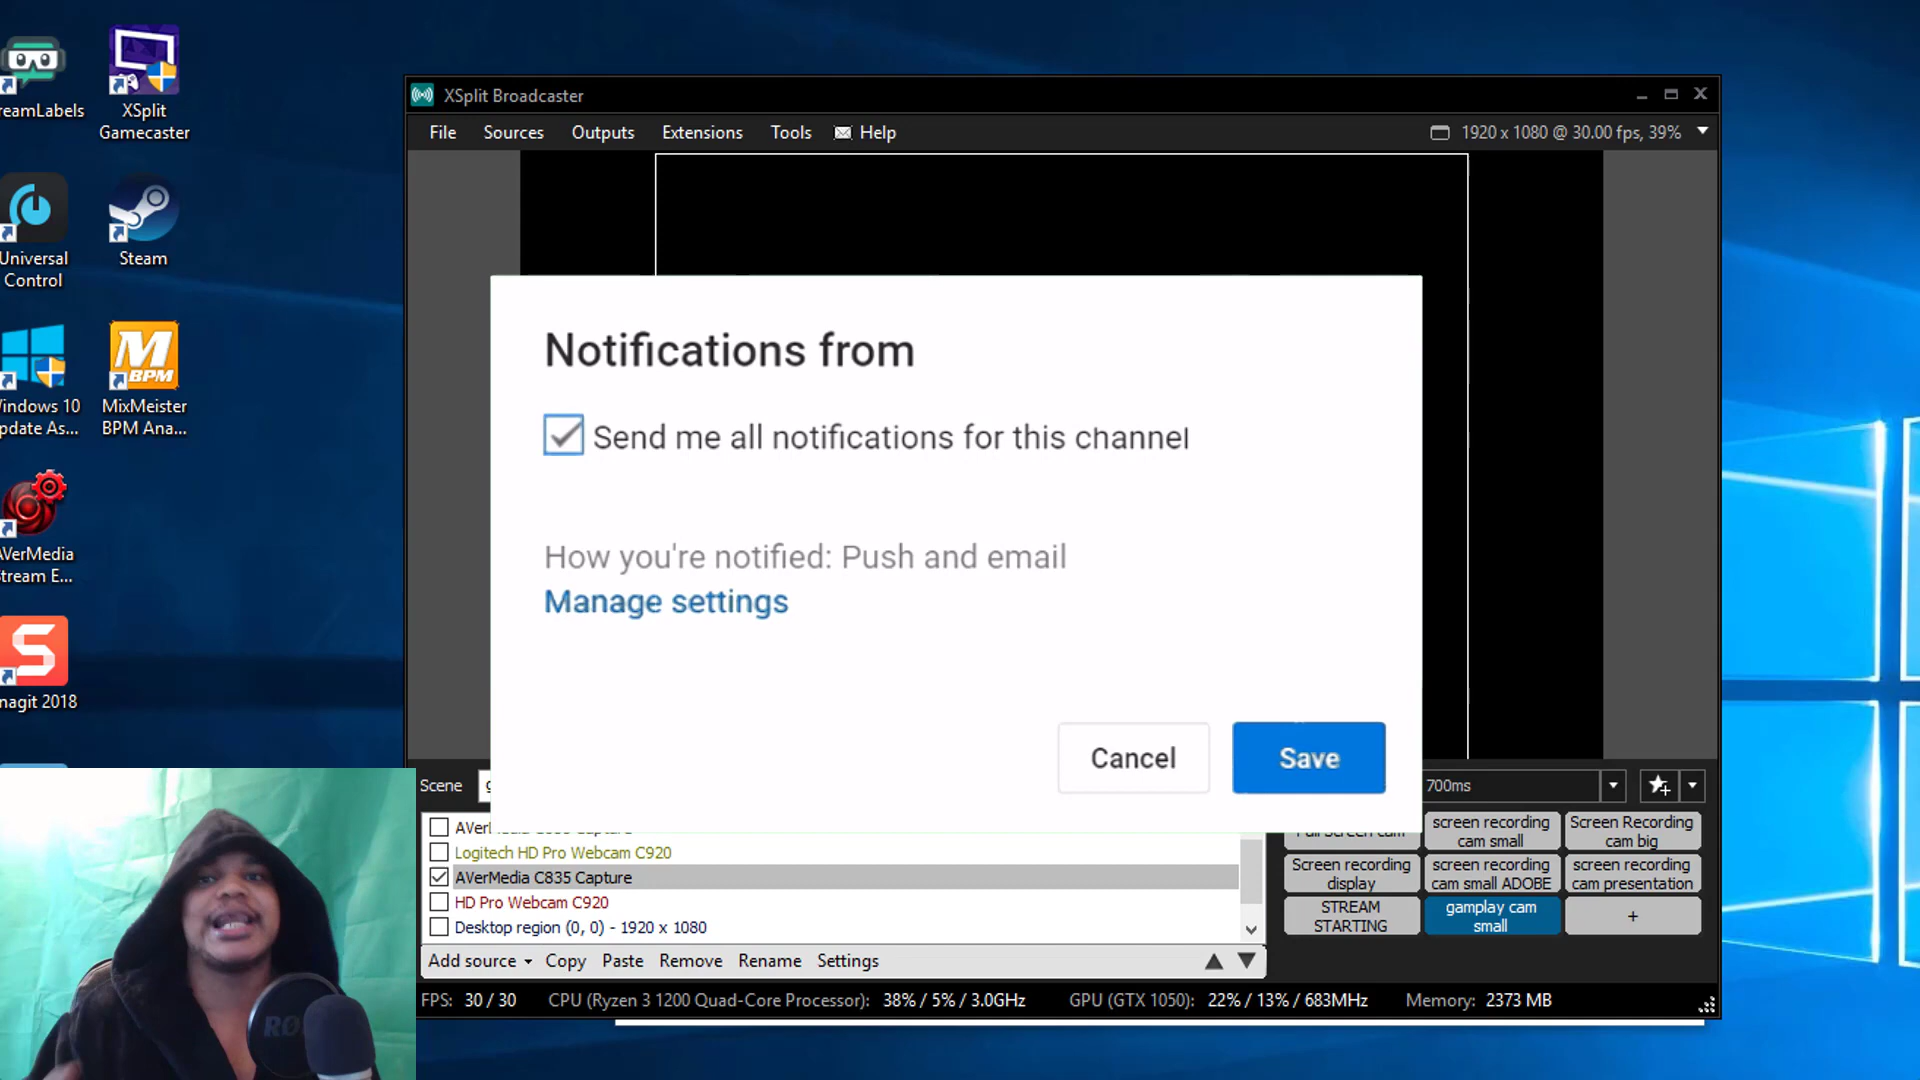 reamLabels
XSplit
Gamecaster
Universal
Control
Steam
Windows 10
pdate As...
M
BPM
MixMeister
BPM Ana...
AVerMedia
tream E...
S
nagit 2018
XSplit Broadcaster
File Sources Outputs Extensions Tools Help
1920 x 1080 @ 30.00 fps, 39%
Notifications from
Send me all notifications for this channel
How you're notified: Push and email
Manage settings
Cancel Save
Scene g
700ms
Logitech HD Pro Webcam C920
AVerMedia C835 Capture
HD Pro Webcam C920
Desktop region (0, 0) - 1920 x 1080
screen recording
cam small
Screen Recording
cam big
Screen recording
display
screen recording
cam small ADOBE
screen recording
cam presentation
STREAM
STARTING
gamplay cam
small
+
Add source Copy Paste Remove Rename Settings
FPS: 30 / 30 CPU (Ryzen 3 1200 Quad-Core Processor): 38% / 5% / 3.0GHz GPU (GTX 1050): 22% / 13% / 683MHz Memory: 2373 MB